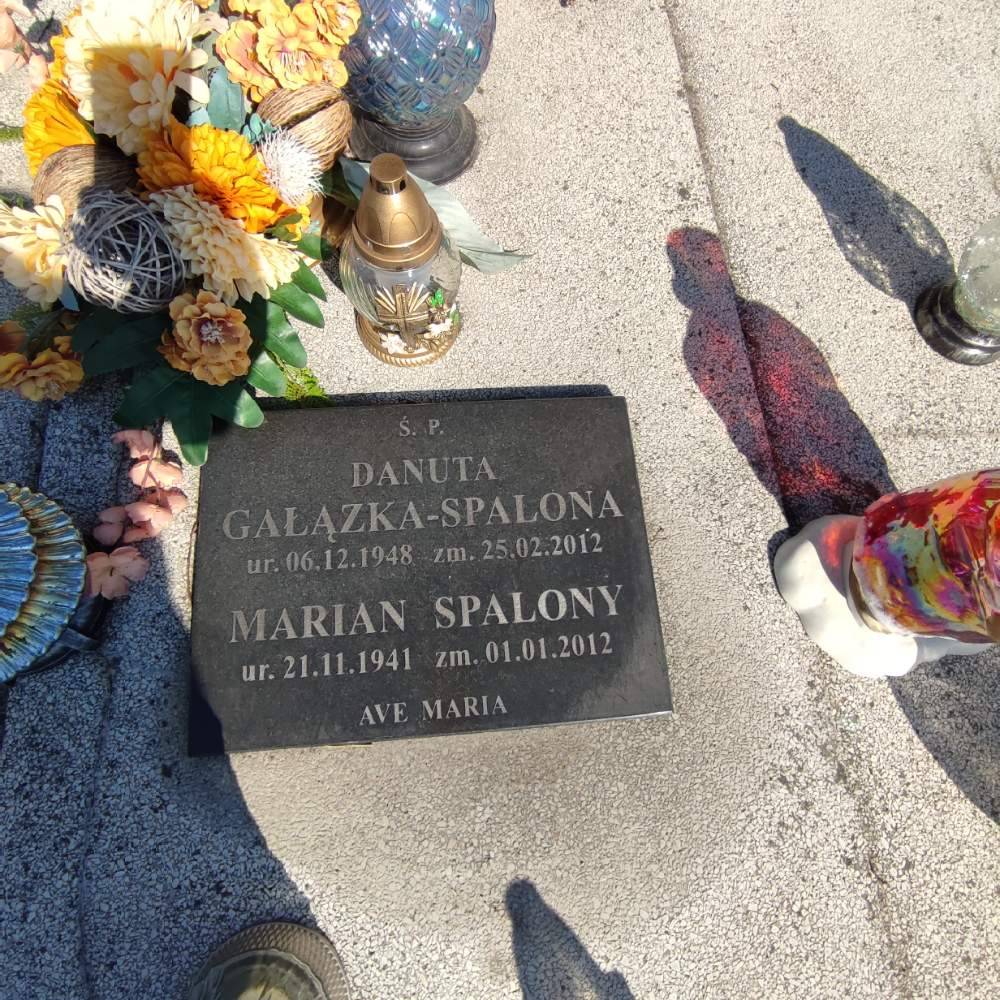 Ś. P.
DANUTA
GAŁĄZKA-SPALONA
ur. 06.12.1948 zm. 25.02.2012
MARIAN SPALONY
ur. 21.11.1941 zm. 01.01.2012
AVE MARIA